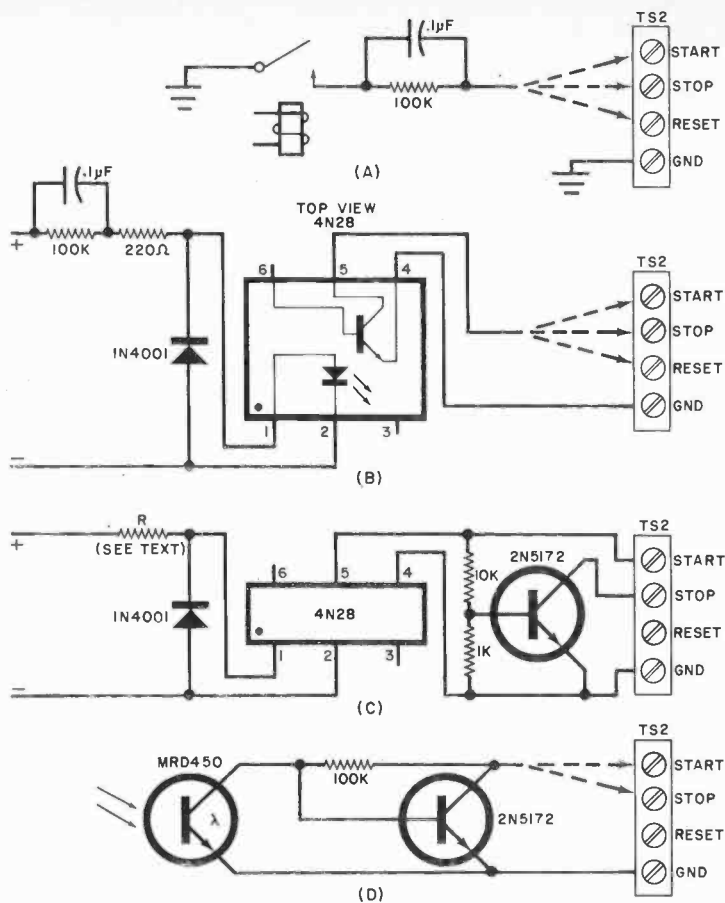 TS2
.1µF
START
STOP
100K
RESET
(A)
GND
.1µF
TOP VIEW
4N28
+
100K
220Ω
6
5
4
TS2
START
STOP
1N4001
RESET
GND
1
2
3
−
(B)
R
(SEE TEXT)
+
TS2
2N5172
START
6
5
4
10K
STOP
1N4001
4N28
1K
RESET
1
2
3
GND
−
(C)
TS2
MRD450
START
100K
STOP
λ
2N5172
RESET
GND
(D)